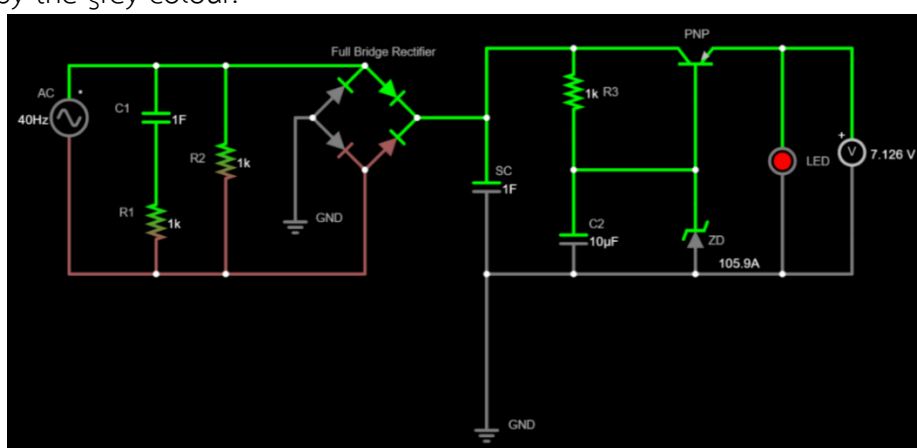 by the grey colour.
PNP
Full Bridge Rectifier
AC
C1
40Hz
1F
1k R3
R2
1k
SC
1F
LED
V
+
7.126 V
R1
1k
GND
C2
10µF
ZD
105.9A
GND